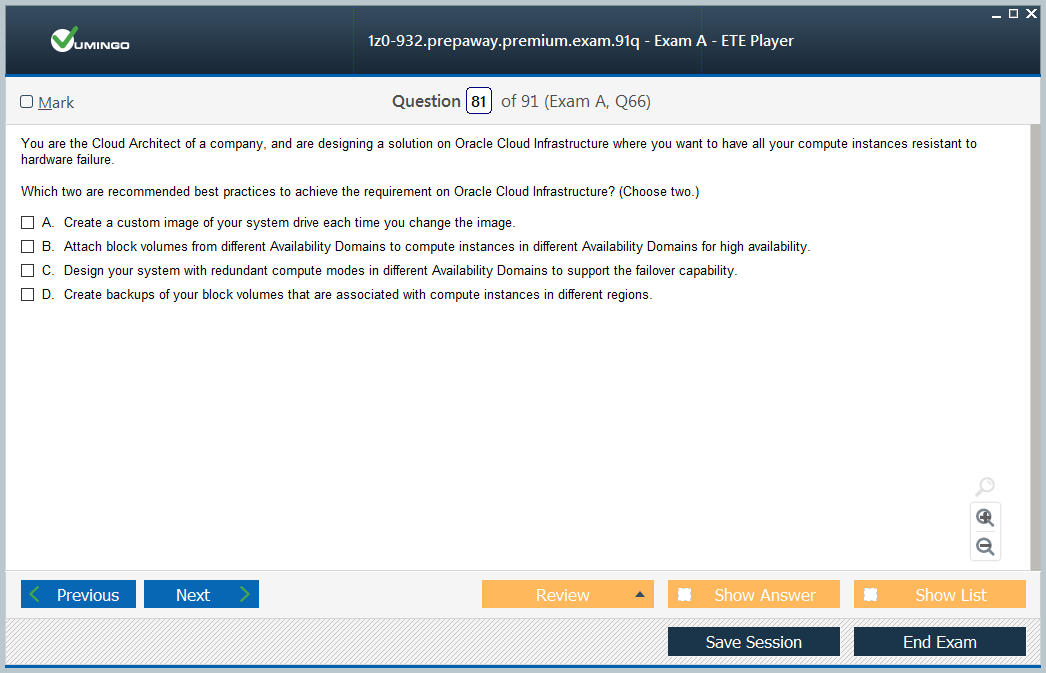 VUMINGO
1z0-932.prepaway.premium.exam.91q - Exam A - ETE Player
Mark
Question 81 of 91 (Exam A, Q66)
You are the Cloud Architect of a company, and are designing a solution on Oracle Cloud Infrastructure where you want to have all your compute instances resistant to
hardware failure.
Which two are recommended best practices to achieve the requirement on Oracle Cloud Infrastructure? (Choose two.)
A. Create a custom image of your system drive each time you change the image.
B. Attach block volumes from different Availability Domains to compute instances in different Availability Domains for high availability.
C. Design your system with redundant compute modes in different Availability Domains to support the failover capability.
D. Create backups of your block volumes that are associated with compute instances in different regions.
Previous
Next
Review
Show Answer
Show List
Save Session
End Exam